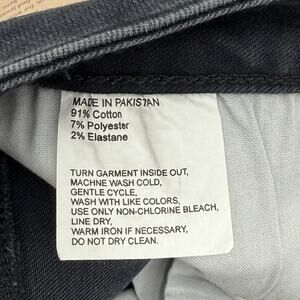 MADE IN PAKISTAN
91% Cotton
7% Polyester
2% Elastane
TURN GARMENT INSIDE OUT,
MACHNE WASH COLD,
GENTLE CYCLE,
WASH WITH LIKE COLORS,
USE ONLY NON-CHLORINE BLEACH,
LINE DRY,
WARM IRON IF NECESSARY,
DO NOT DRY CLEAN.